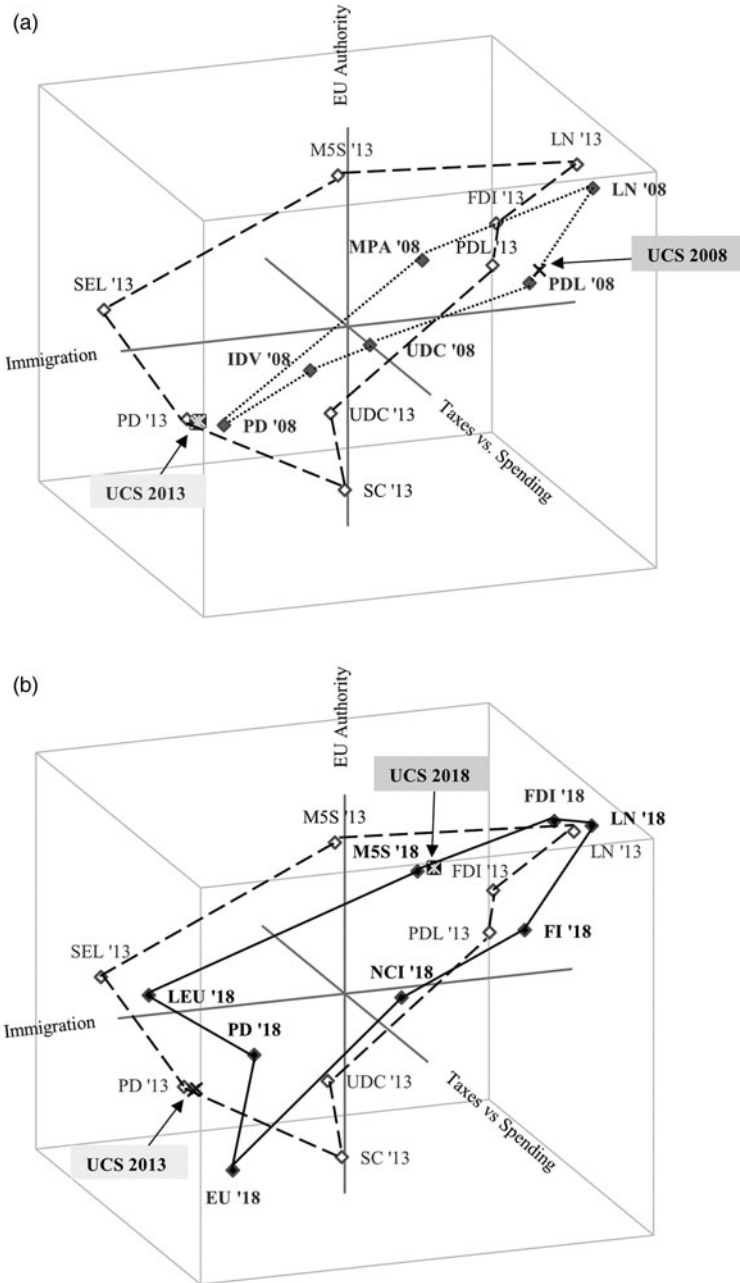 (a)
EU Authority
M5S '13
LN '13
FDI '13
LN '08
MPA '08
PDL '13
UCS 2008
SEL '13
PDL '08
Immigration
UDC '08
IDV '08
PD '13
PD '08
UDC '13
Taxes vs. Spending
UCS 2013
SC '13
(b)
EU Authority
UCS 2018
FDI '18
LN '18
M5S '13
M5S '18
LN '13
FDI '13
SEL '13
PDL '13
FI '18
NCI '18
LEU '18
Immigration
PD '18
PD '13
UDC '13
Taxes vs Spending
UCS 2013
SC '13
EU '18